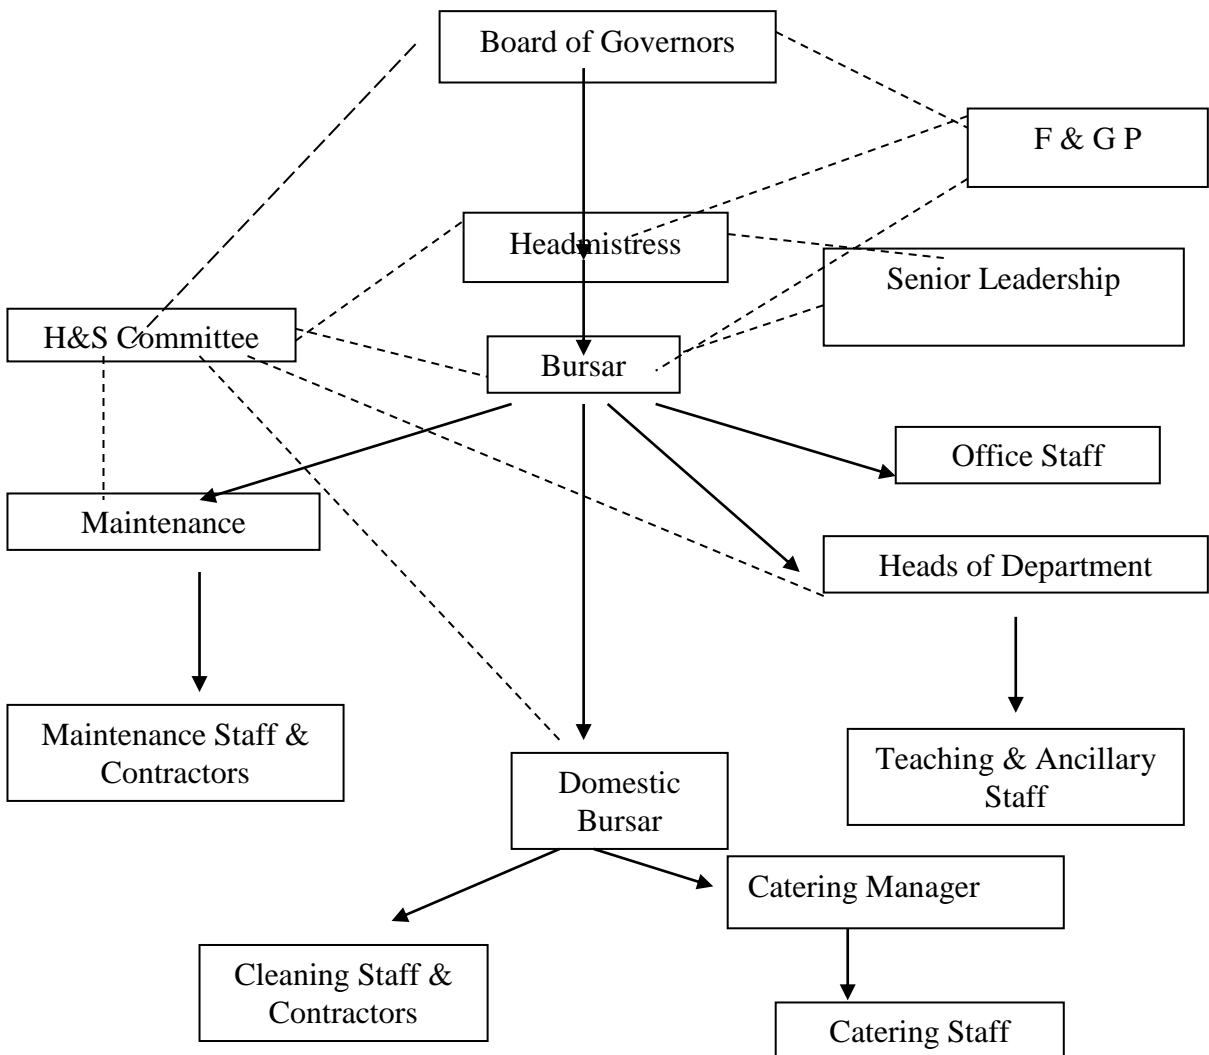 Board of Governors
F & G P
Headmistress
Senior Leadership
H&S Committee
Bursar
Office Staff
Maintenance
Heads of Department
Maintenance Staff &
Contractors
Teaching & Ancillary
Staff
Domestic
Bursar
Catering Manager
Cleaning Staff &
Contractors
Catering Staff